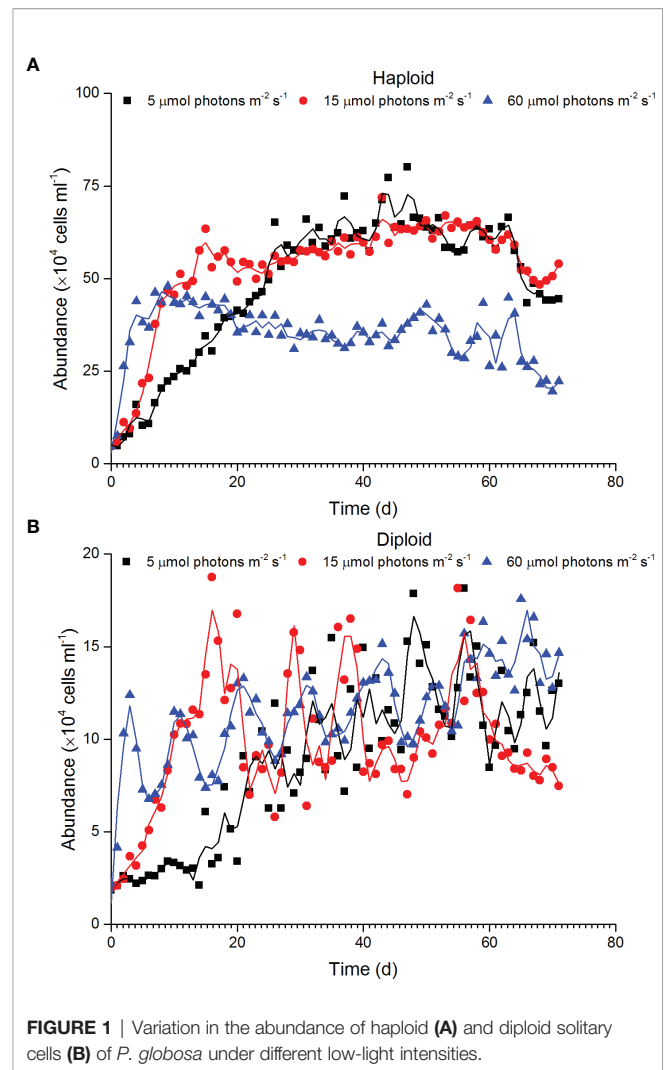 A
Haploid
5 μmol photons m⁻² s⁻¹ 15 μmol photons m⁻² s⁻¹ 60 μmol photons m⁻² s⁻¹
100
75
50
25
0
Abundance (×10⁴ cells ml⁻¹)
0 20 40 60 80
Time (d)
B
Diploid
5 μmol photons m⁻² s⁻¹ 15 μmol photons m⁻² s⁻¹ 60 μmol photons m⁻² s⁻¹
20
15
10
5
0
Abundance (×10⁴ cells ml⁻¹)
0 20 40 60 80
Time (d)
FIGURE 1 | Variation in the abundance of haploid (A) and diploid solitary
cells (B) of P. globosa under different low-light intensities.